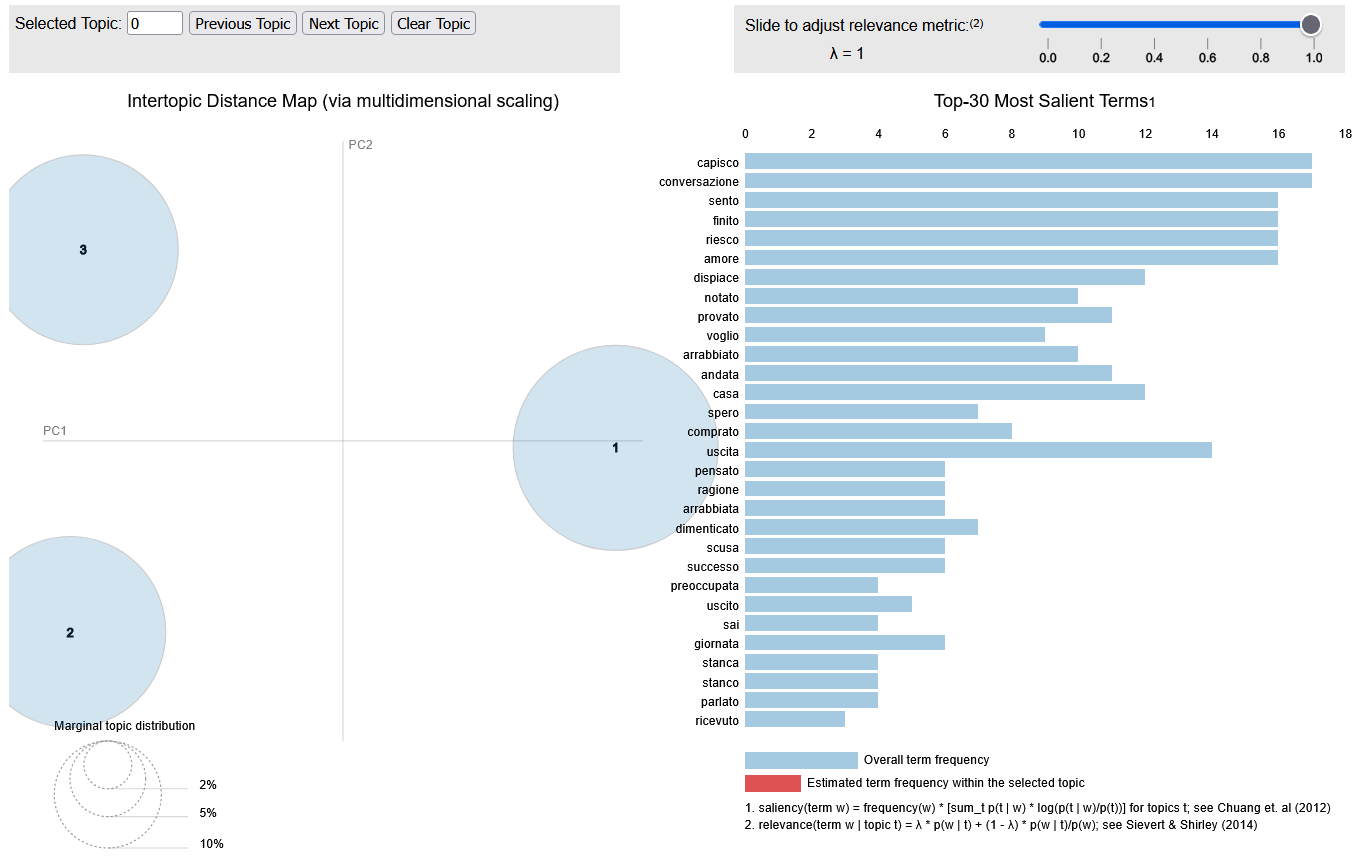 Selected Topic: 0 Previous Topic Next Topic Clear Topic
Slide to adjust relevance metric:(2)
λ = 1
0.0 0.2 0.4 0.6 0.8 1.0
Intertopic Distance Map (via multidimensional scaling)
PC2
PC1
3
1
2
Marginal topic distribution
2%
5%
10%
Top-30 Most Salient Terms1
0 2 4 6 8 10 12 14 16 18
capisco
conversazione
sento
finito
riesco
amore
dispiace
notato
provato
voglio
arrabbiato
andata
casa
spero
comprato
uscita
pensato
ragione
arrabbiata
dimenticato
scusa
successo
preoccupata
uscito
sai
giornata
stanca
stanco
parlato
ricevuto
Overall term frequency
Estimated term frequency within the selected topic
1. saliency(term w) = frequency(w) * [sum_t p(t | w) * log(p(t | w)/p(t))] for topics t; see Chuang et. al (2012)
2. relevance(term w | topic t) = λ * p(w | t) + (1 - λ) * p(w | t)/p(w); see Sievert & Shirley (2014)